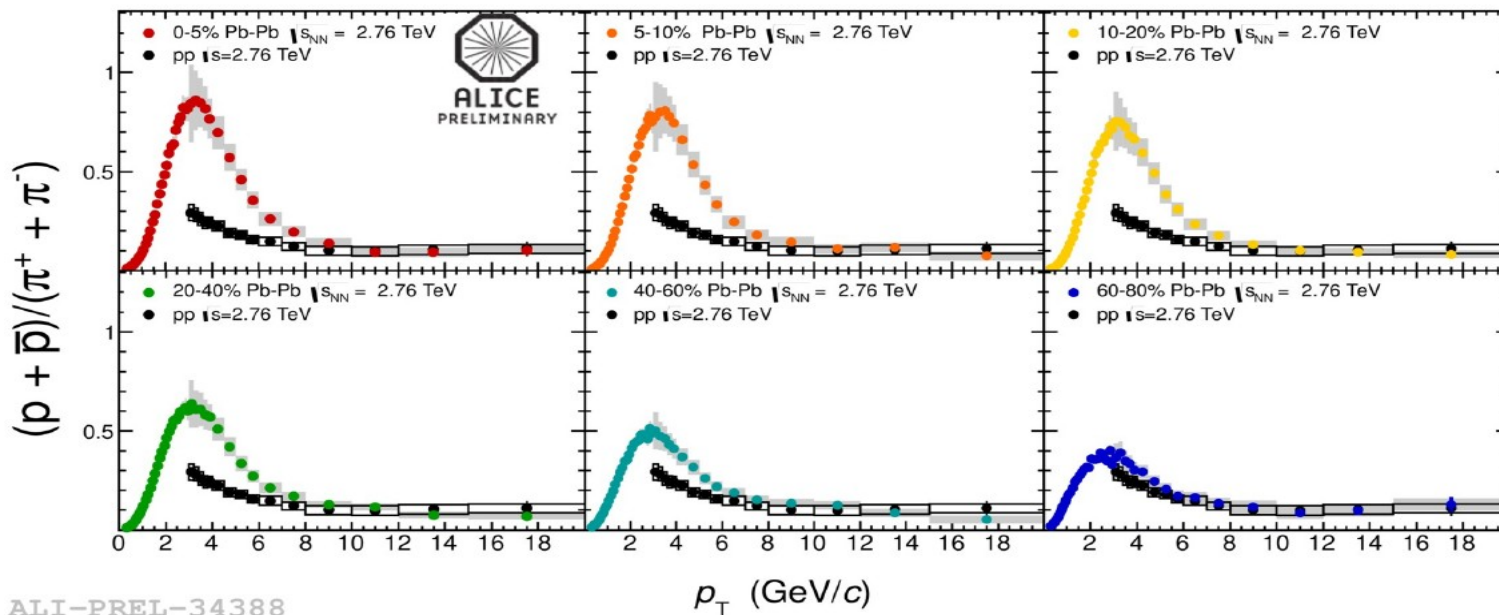 0-5% Pb-Pb √sNN = 2.76 TeV
pp √s=2.76 TeV
ALICE
PRELIMINARY
5-10% Pb-Pb √sNN = 2.76 TeV
pp √s=2.76 TeV
10-20% Pb-Pb √sNN = 2.76 TeV
pp √s=2.76 TeV
1
0.5
20-40% Pb-Pb √sNN = 2.76 TeV
pp √s=2.76 TeV
40-60% Pb-Pb √sNN = 2.76 TeV
pp √s=2.76 TeV
60-80% Pb-Pb √sNN = 2.76 TeV
pp √s=2.76 TeV
1
0.5
(p + p̅)/(π⁺ + π⁻)
0 2 4 6 8 10 12 14 16 18
2 4 6 8 10 12 14 16 18
2 4 6 8 10 12 14 16 18
pT (GeV/c)
ALI-PREL-34388